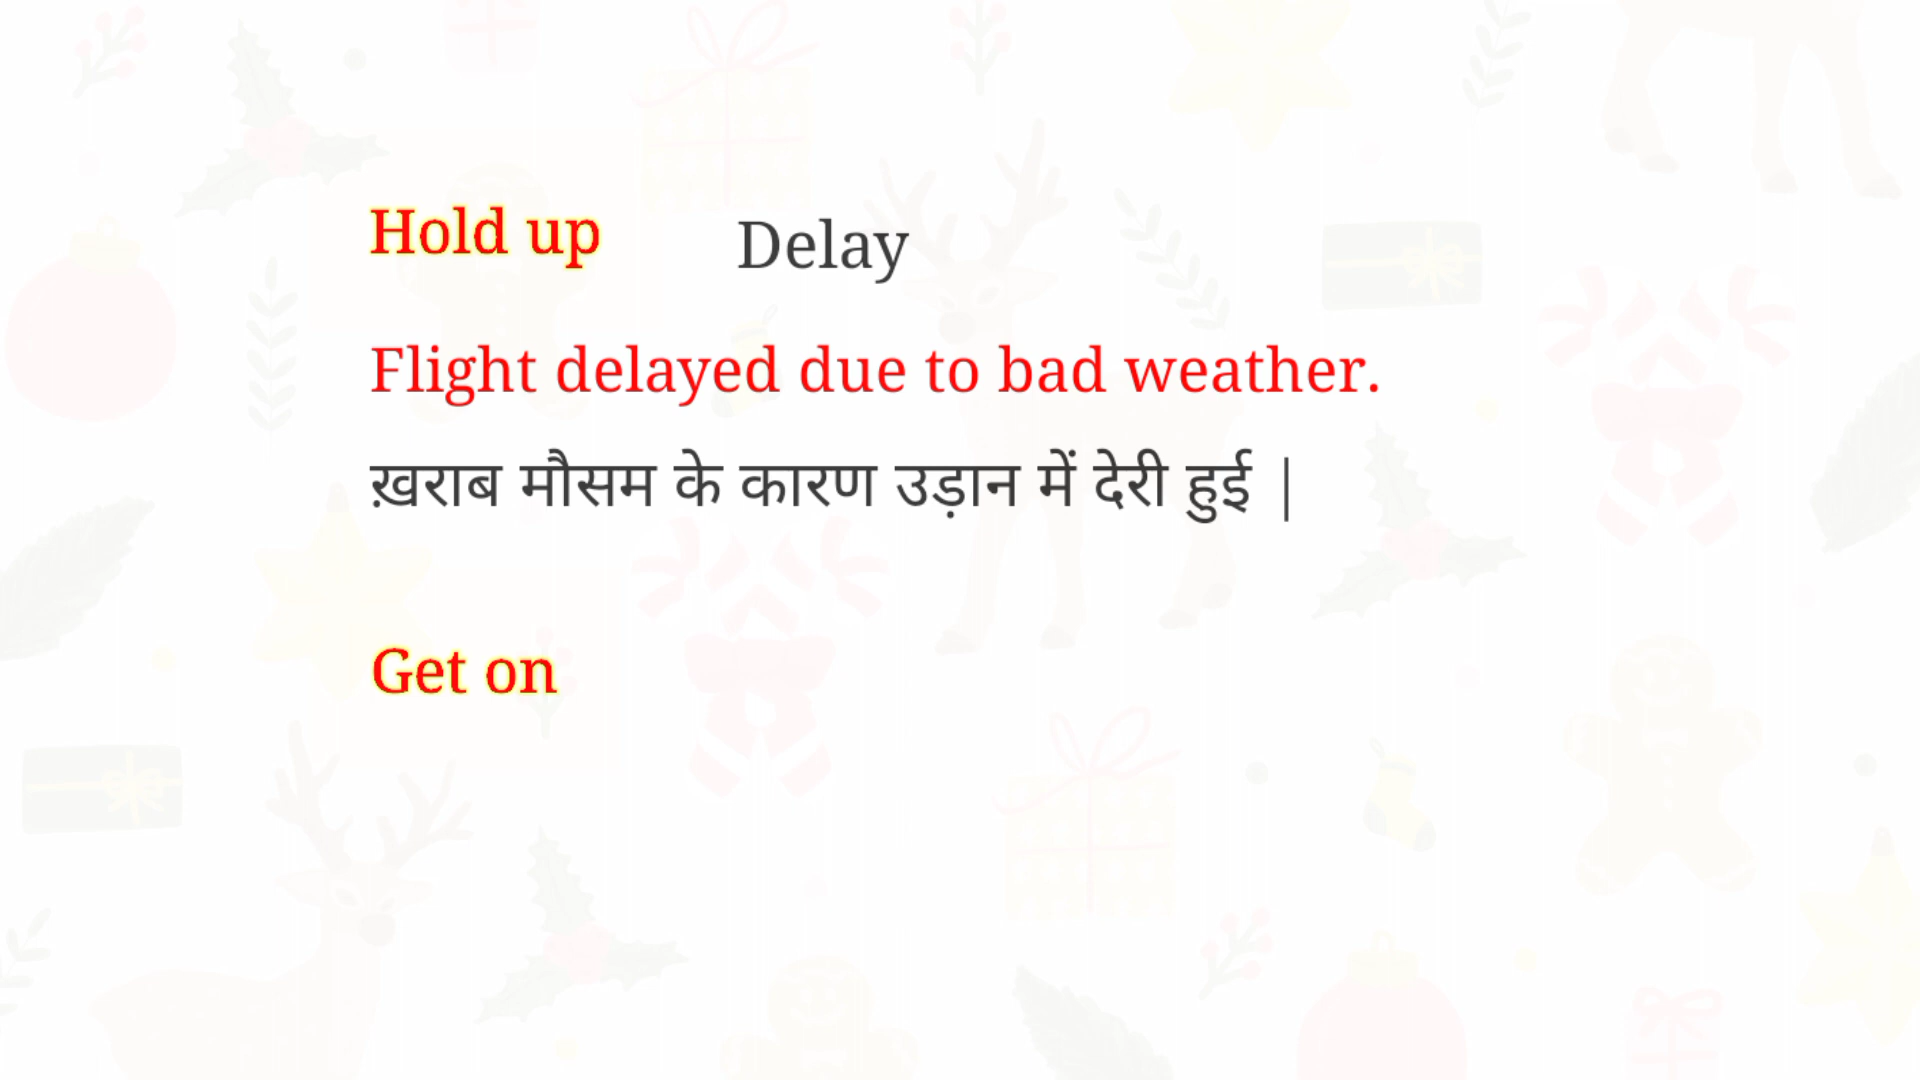 Hold up Delay
Flight delayed due to bad weather.
ख़राब मौसम के कारण उड़ान में देरी हुई |
Get on